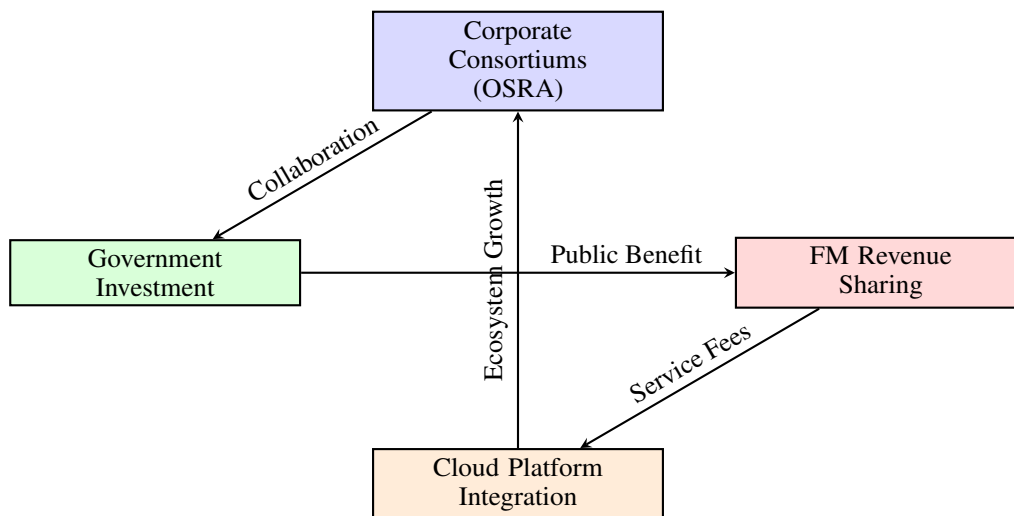 Corporate
Consortiums
(OSRA)
Collaboration
Ecosystem Growth
Government
Investment
Public Benefit
FM Revenue
Sharing
Service Fees
Cloud Platform
Integration